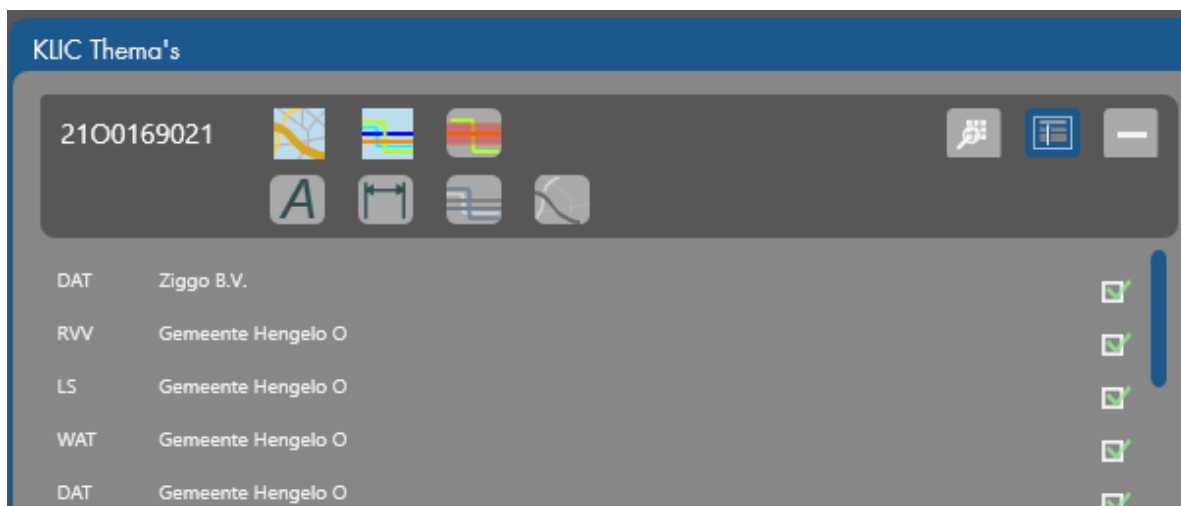 KLIC Thema's
21O0169021
A
DAT Ziggo B.V.
RVV Gemeente Hengelo O
LS Gemeente Hengelo O
WAT Gemeente Hengelo O
DAT Gemeente Hengelo O